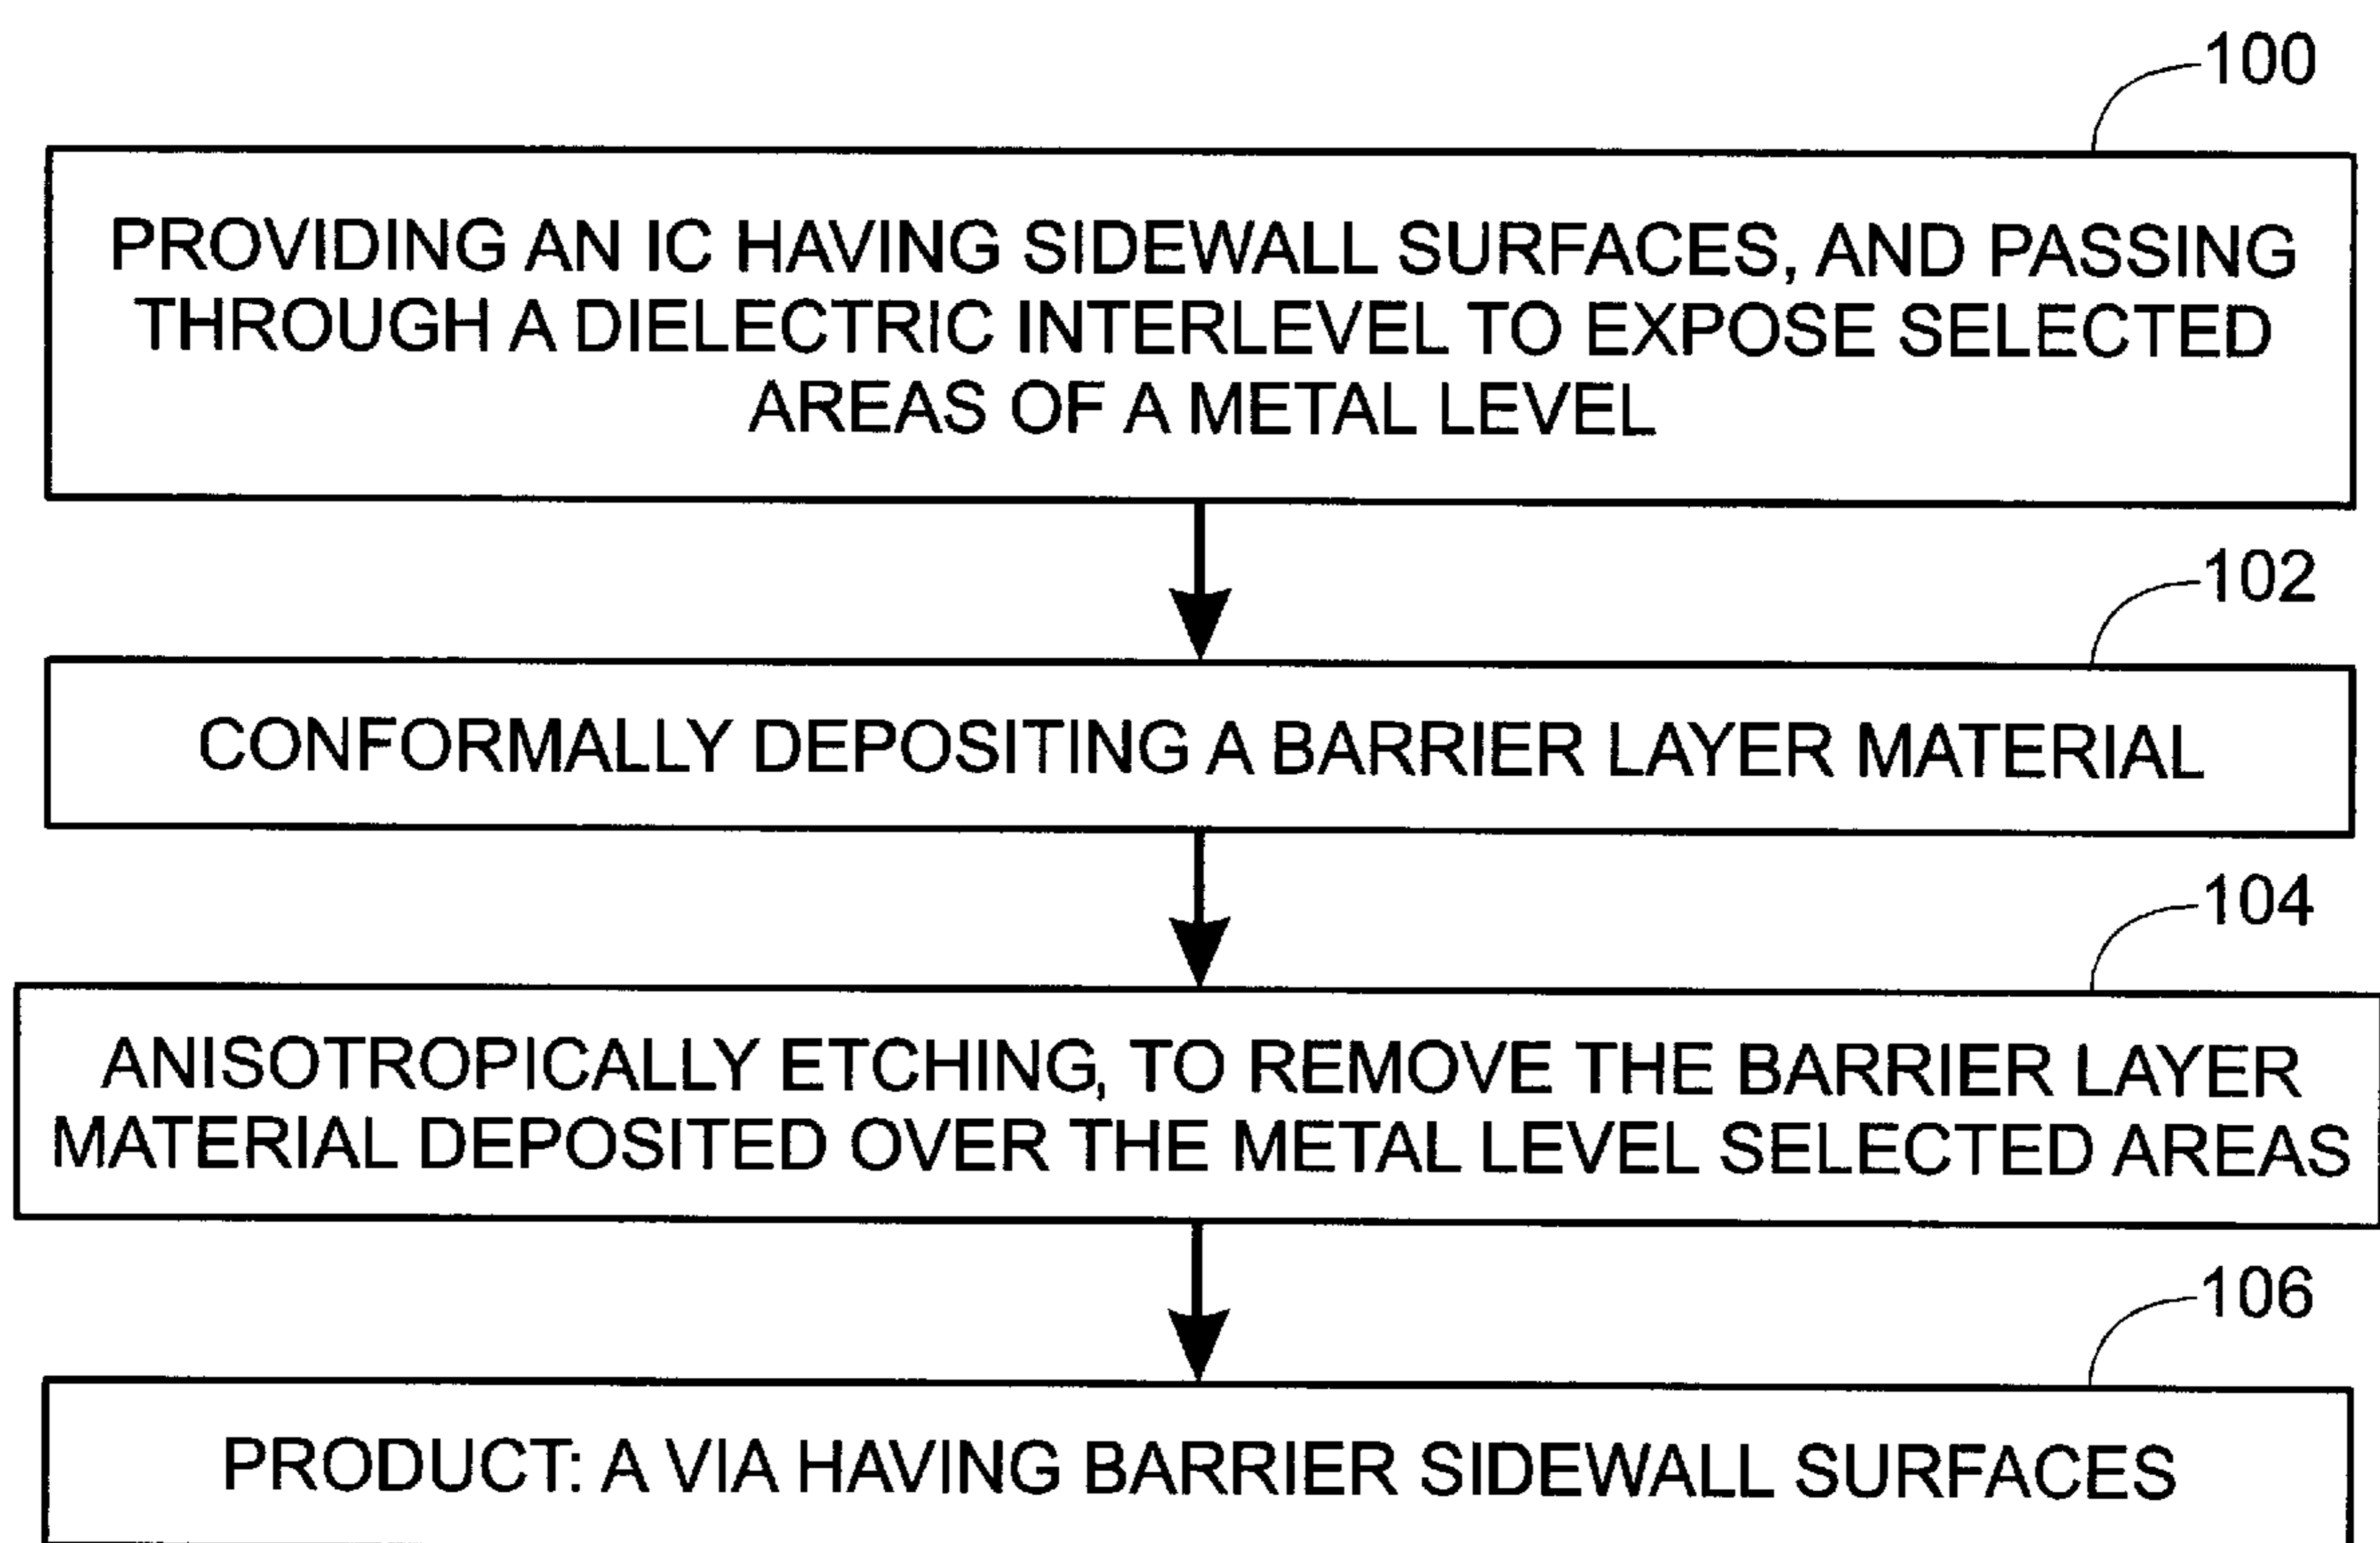 100
PROVIDING AN IC HAVING SIDEWALL SURFACES, AND PASSING
THROUGH A DIELECTRIC INTERLEVEL TO EXPOSE SELECTED
AREAS OF A METAL LEVEL
102
CONFORMALLY DEPOSITING A BARRIER LAYER MATERIAL
104
ANISOTROPICALLY ETCHING, TO REMOVE THE BARRIER LAYER
MATERIAL DEPOSITED OVER THE METAL LEVEL SELECTED AREAS
106
PRODUCT: A VIA HAVING BARRIER SIDEWALL SURFACES